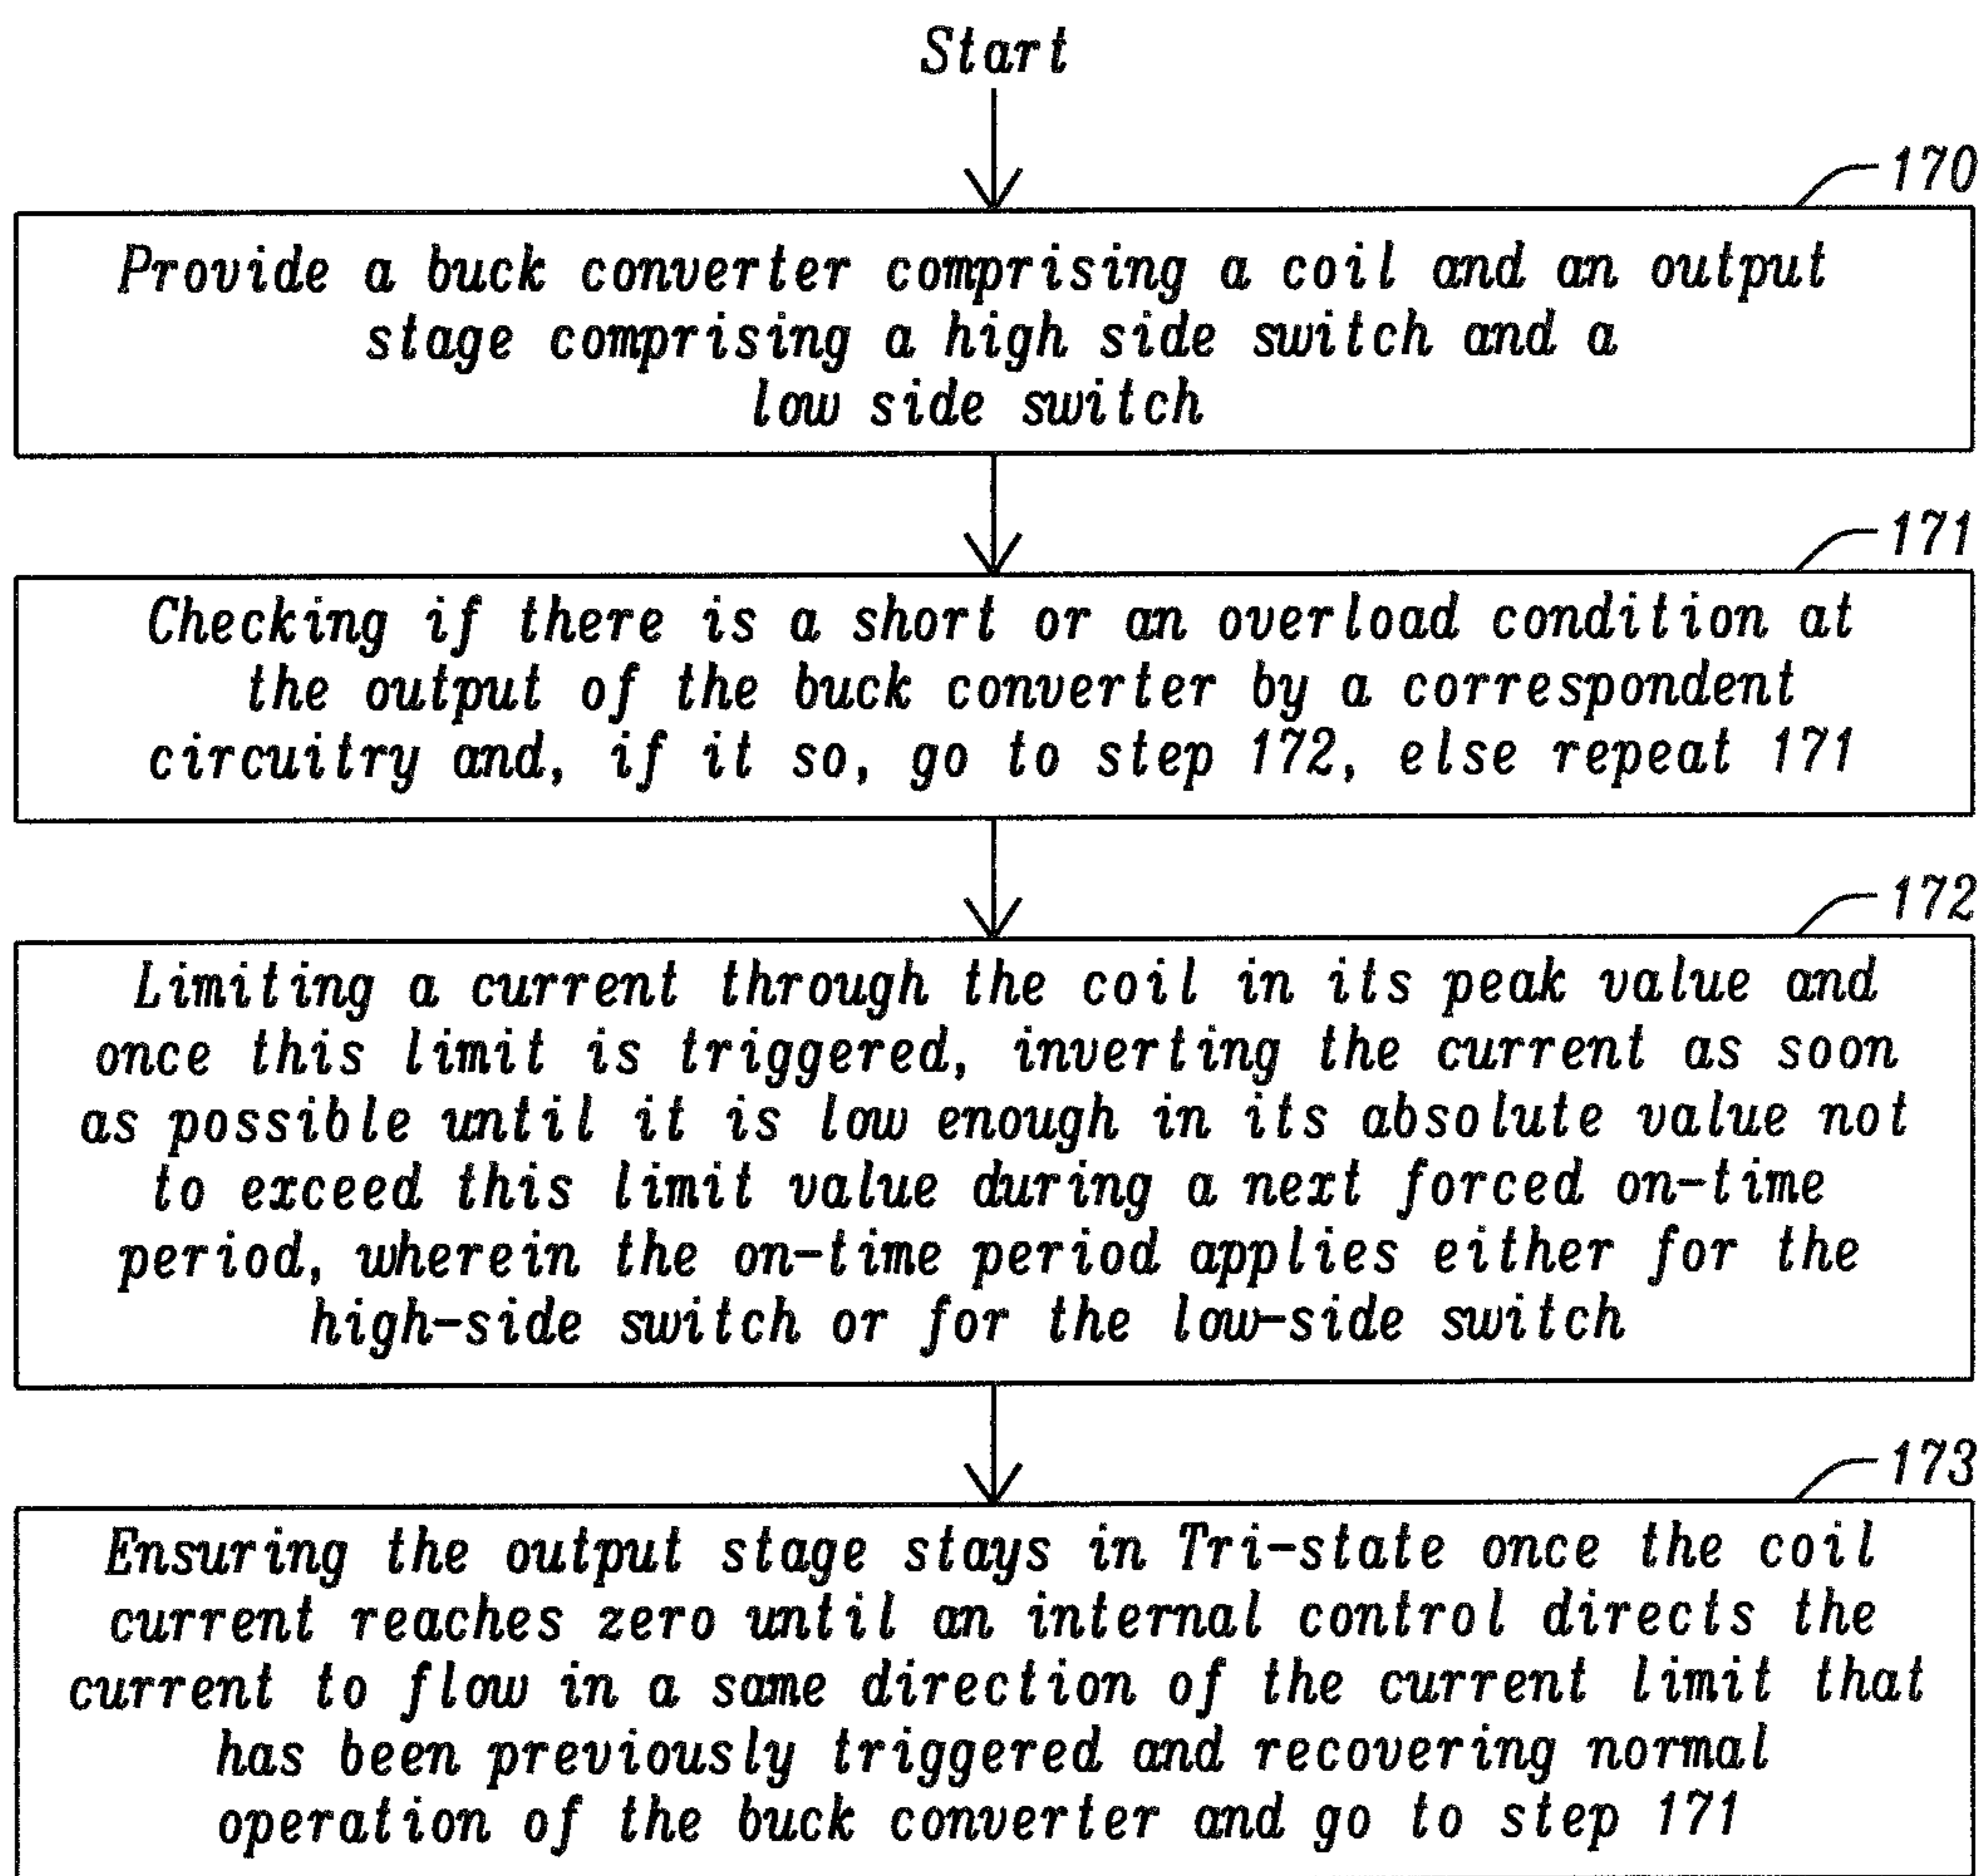 Start
170
Provide a buck converter comprising a coil and an output
stage comprising a high side switch and a
low side switch
171
Checking if there is a short or an overload condition at
the output of the buck converter by a correspondent
circuitry and, if it so, go to step 172, else repeat 171
172
Limiting a current through the coil in its peak value and
once this limit is triggered, inverting the current as soon
as possible until it is low enough in its absolute value not
to exceed this limit value during a next forced on-time
period, wherein the on-time period applies either for the
high-side switch or for the low-side switch
173
Ensuring the output stage stays in Tri-state once the coil
current reaches zero until an internal control directs the
current to flow in a same direction of the current limit that
has been previously triggered and recovering normal
operation of the buck converter and go to step 171